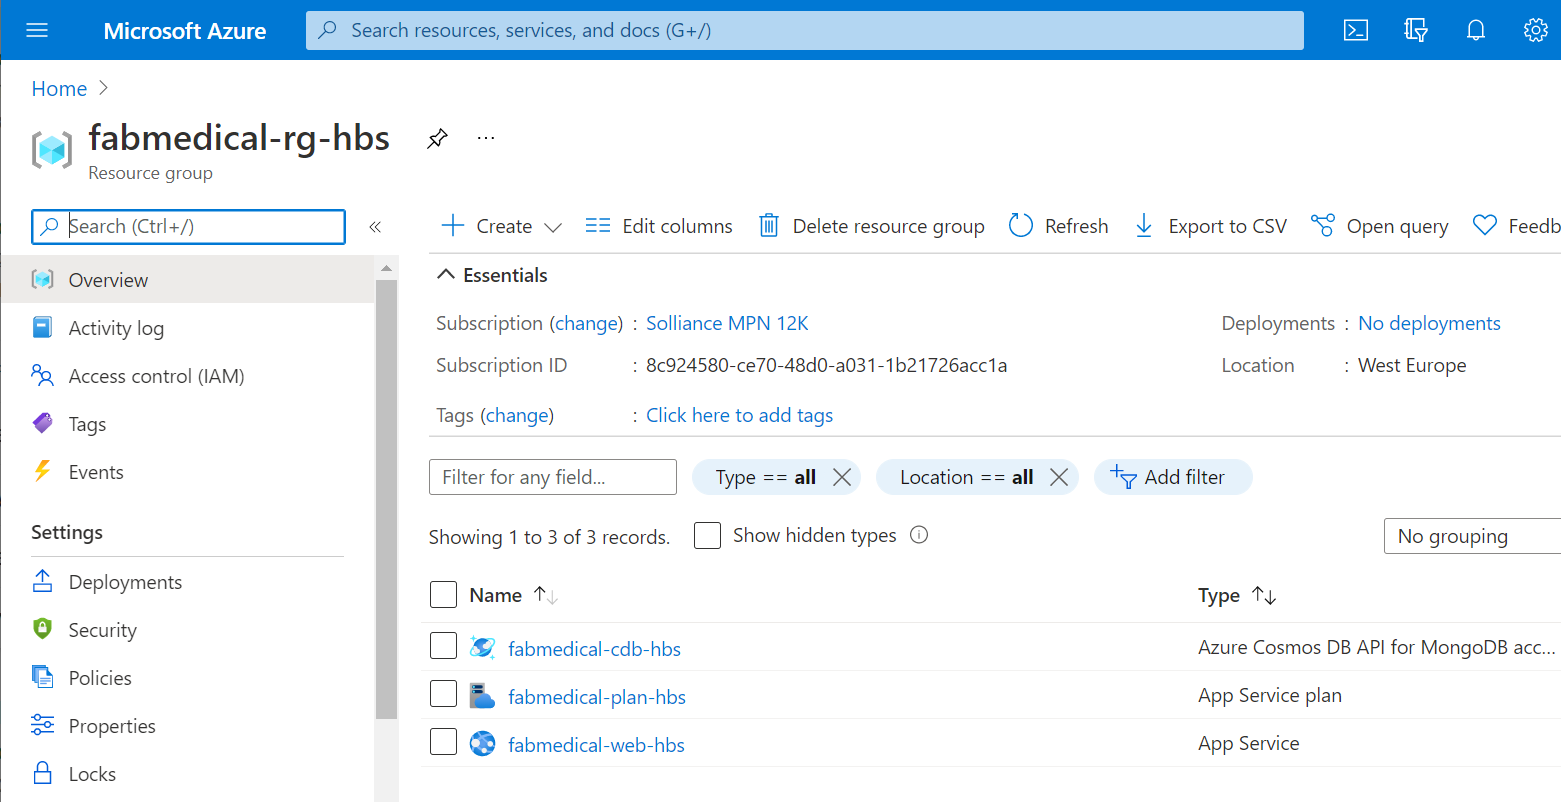 Microsoft Azure
Search resources, services, and docs (G+/)
Home
fabmedical-rg-hbs
...
Resource group
Search (Ctrl+/)
Overview
Activity log
Access control (IAM)
Tags
Events
Settings
Deployments
Security
Policies
Properties
Locks
Create
Edit columns
Delete resource group
Refresh
Export to CSV
Open query
Feedb
Essentials
Subscription (change) : Solliance MPN 12K
Subscription ID : 8c924580-ce70-48d0-a031-1b21726acc1a
Tags (change) : Click here to add tags
Deployments : No deployments
Location : West Europe
Filter for any field...
Type == all
Location == all
Add filter
Showing 1 to 3 of 3 records.
Show hidden types
No grouping
Name Type
fabmedical-cdb-hbs Azure Cosmos DB API for MongoDB acc...
fabmedical-plan-hbs App Service plan
fabmedical-web-hbs App Service